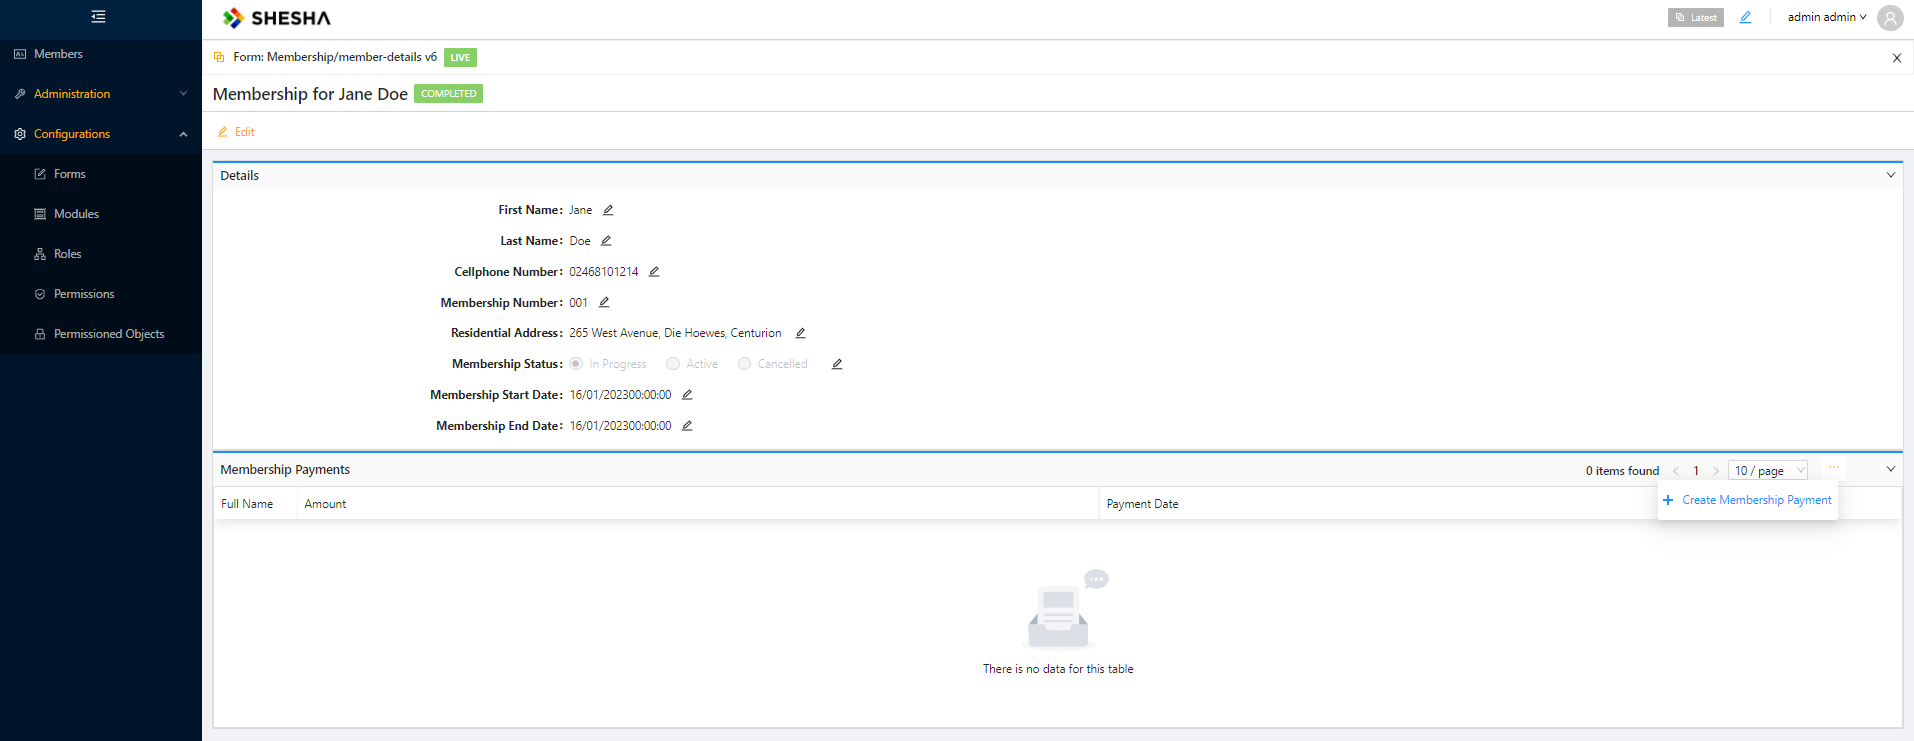 SHESHA
Latest
admin admin
Members
Administration
Configurations
Forms
Modules
Roles
Permissions
Permissioned Objects
Form: Membership/member-details v6 LIVE
Membership for Jane Doe COMPLETED
Edit
Details
First Name: Jane
Last Name: Doe
Cellphone Number: 02468101214
Membership Number: 001
Residential Address: 265 West Avenue, Die Hoewes, Centurion
Membership Status: In Progress Active Cancelled
Membership Start Date: 16/01/202300:00:00
Membership End Date: 16/01/202300:00:00
Membership Payments 0 items found < 1 > 10 / page ...
+ Create Membership Payment
Full Name Amount Payment Date
There is no data for this table